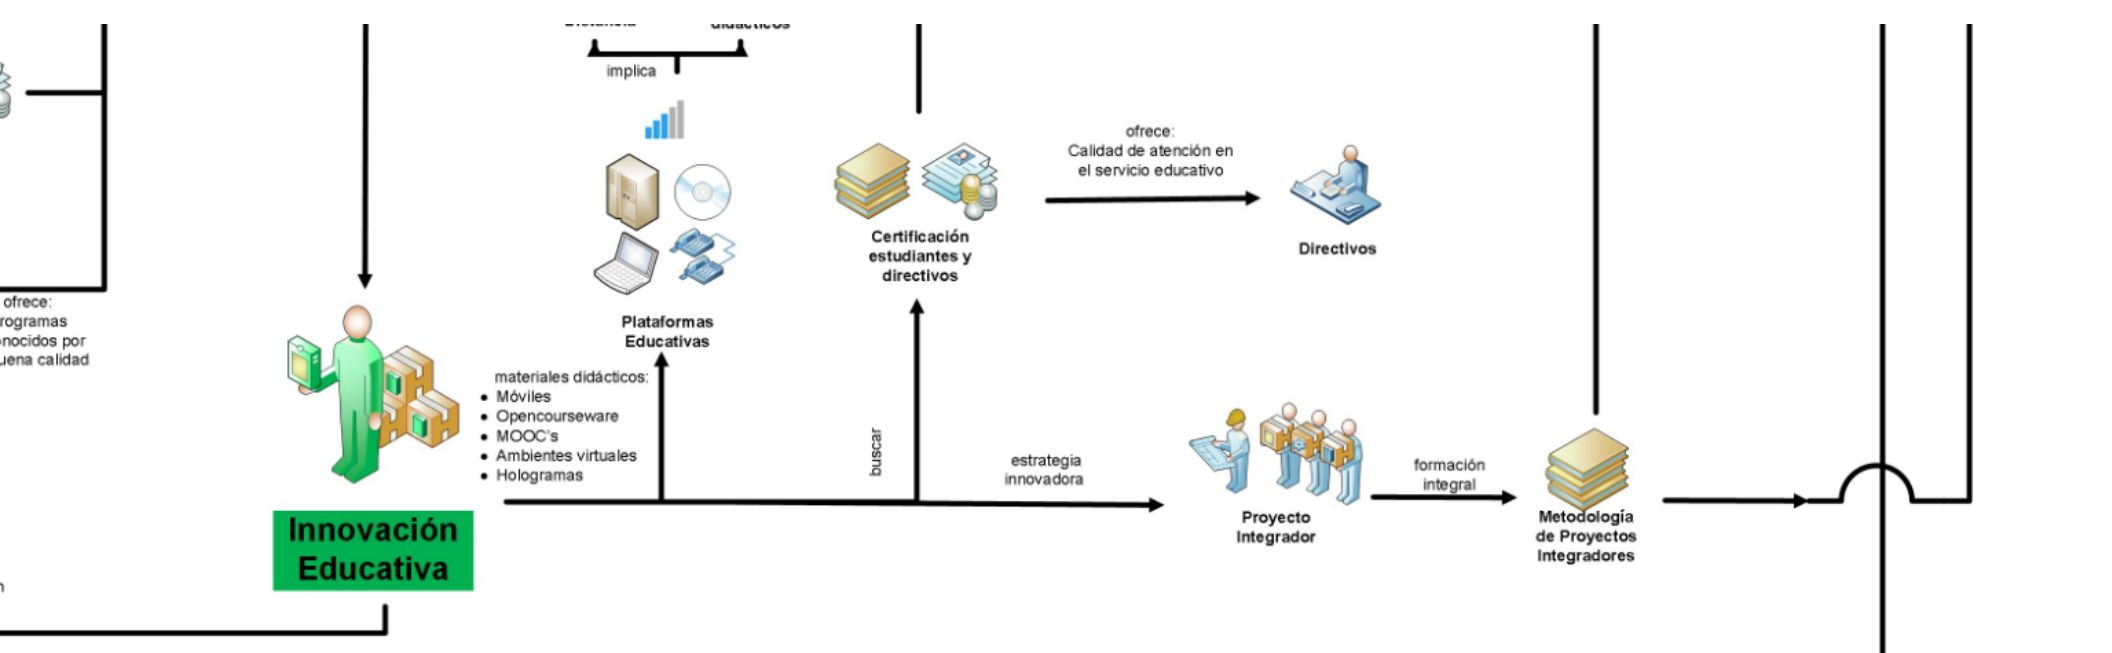 didácticos
implica
ofrece:
Calidad de atención en
el servicio educativo
Directivos
Certificación
estudiantes y
directivos
ofrece:
rogramas
nocidos por
uena calidad
Plataformas
Educativas
materiales didácticos:
• Móviles
• Opencourseware
• MOOC's
• Ambientes virtuales
• Hologramas
buscar
estrategia
innovadora
formación
integral
Proyecto
Integrador
Metodología
de Proyectos
Integradores
Innovación
Educativa